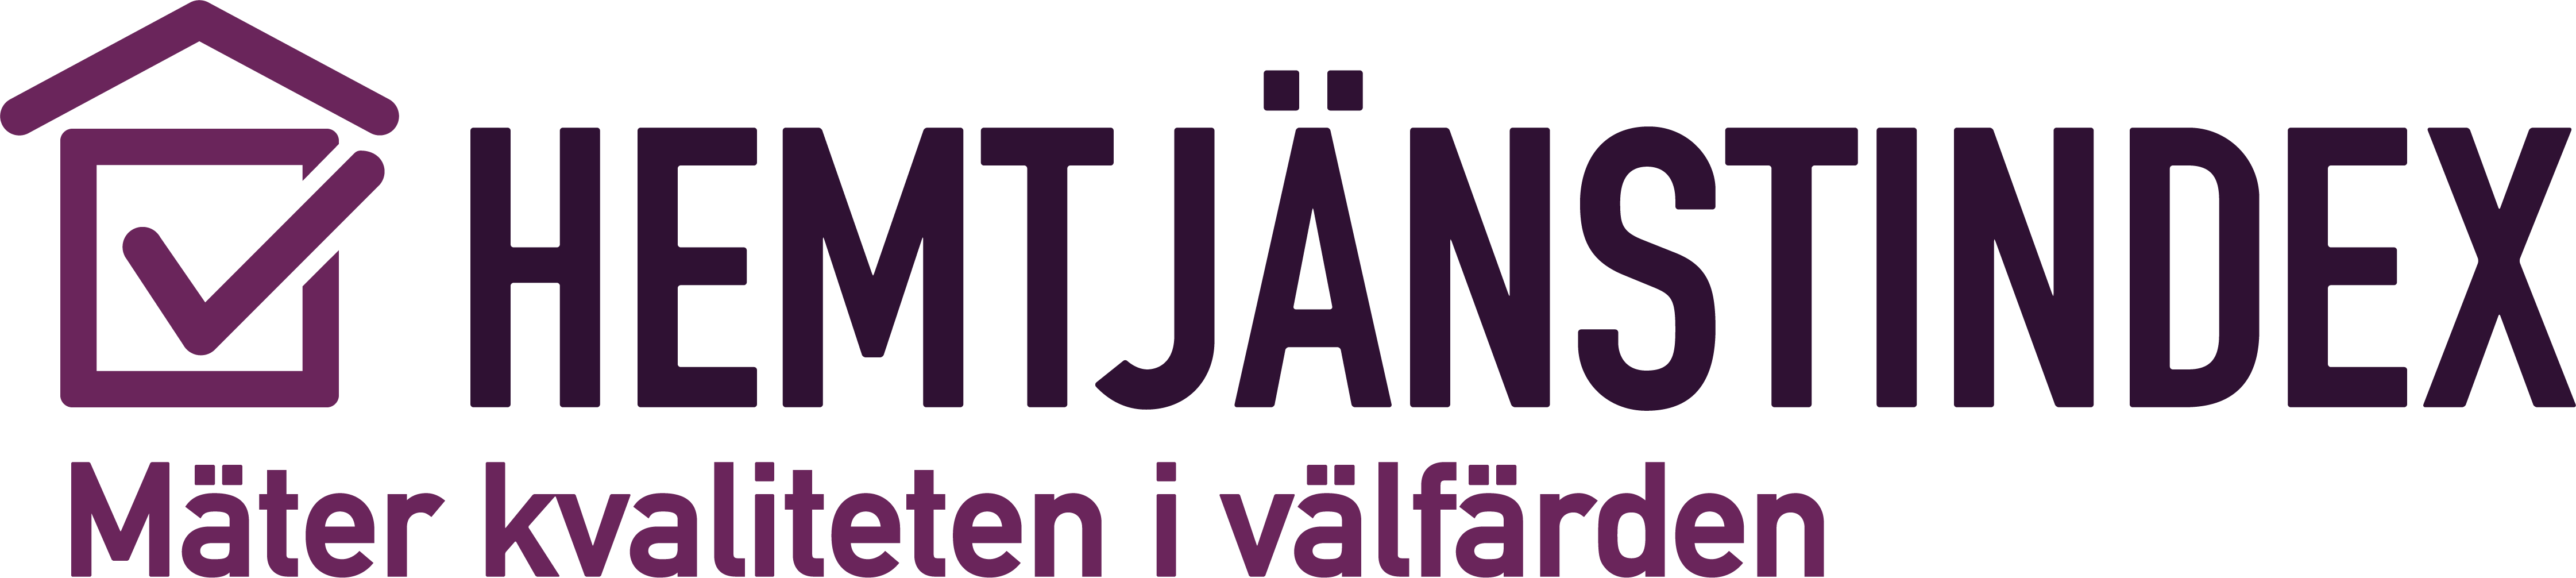 HEMTJÄNSTINDEX
Mäter kvaliteten i välfärden